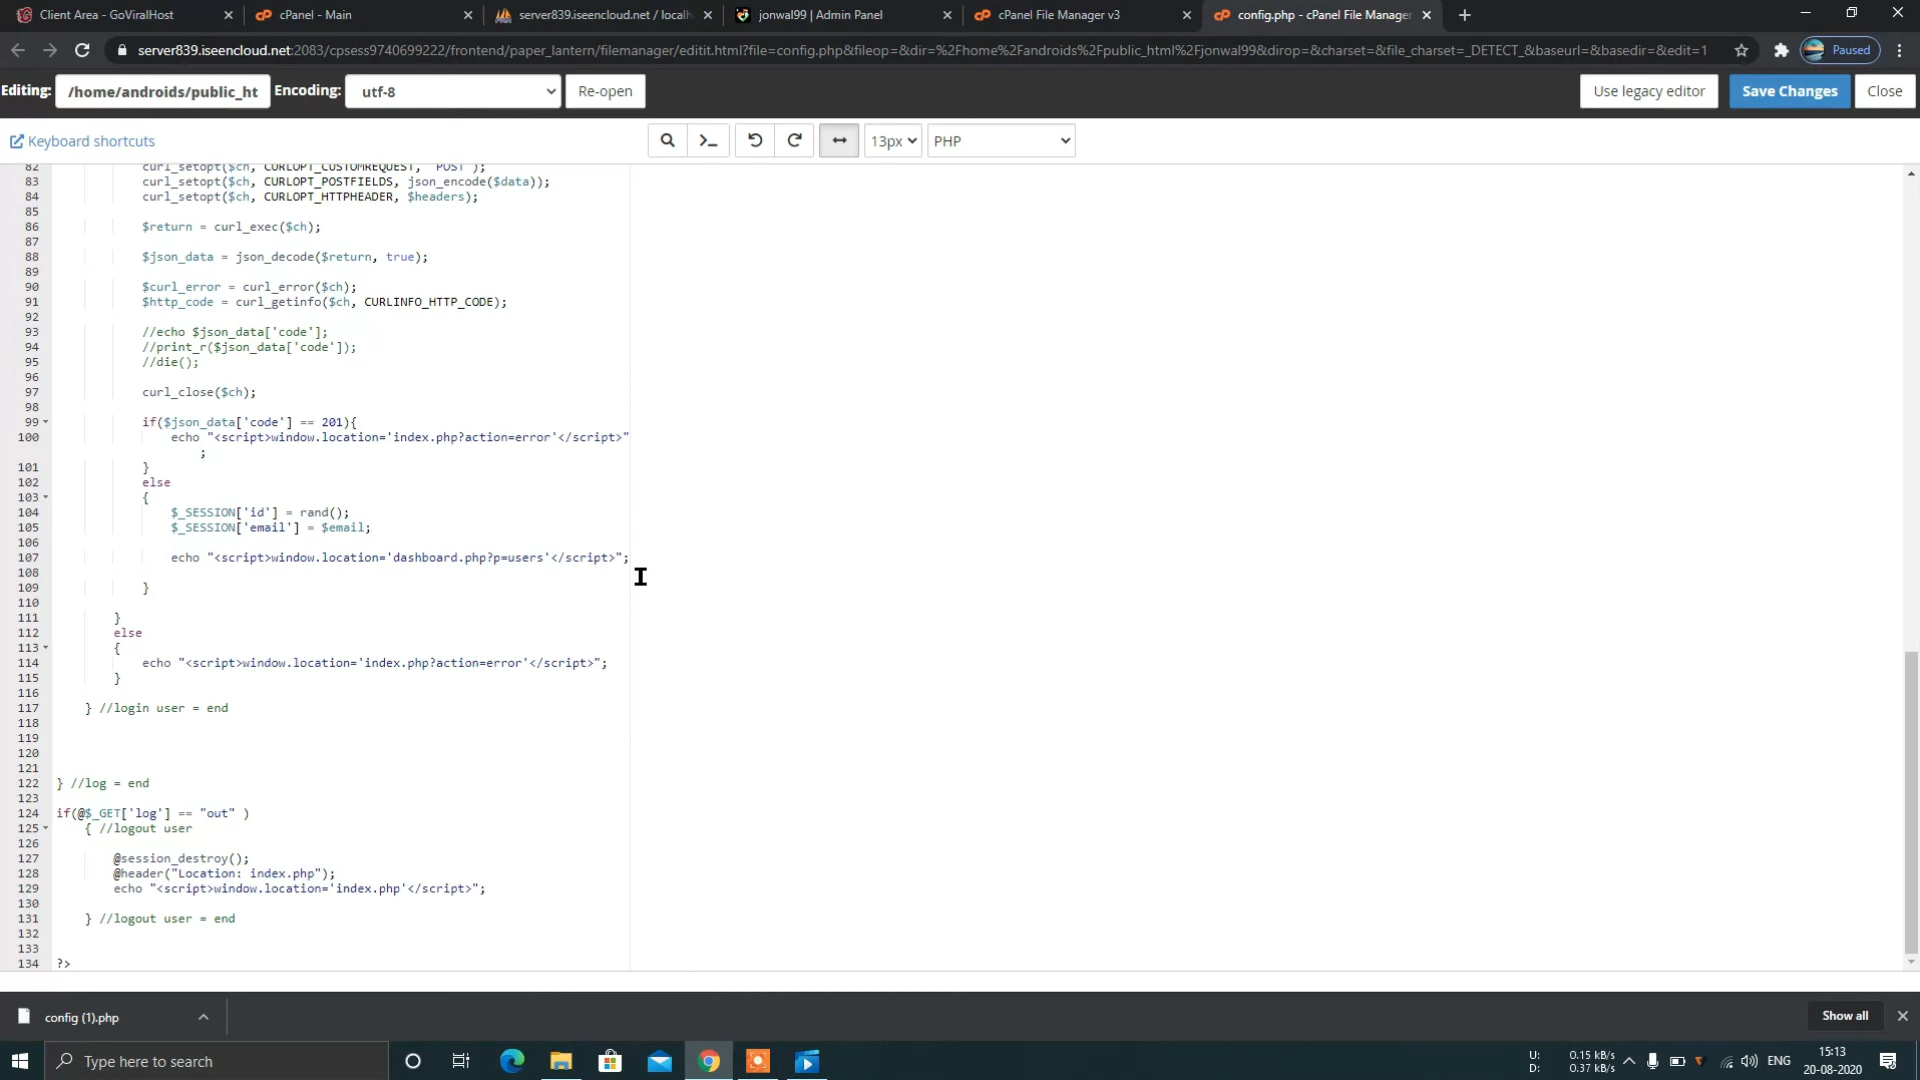 Client Area - GoViralHost
cPanel - Main
server839.iseencloud.net / localh
jonwal99 | Admin Panel
cPanel File Manager v3
config.php - cPanel File Manager
server839.iseencloud.net:2083/cpsess9740699222/frontend/paper_lantern/filemanager/editit.html?file=config.php&fileop=&dir=%2Fhome%2Fandroids%2Fpublic_html%2Fjonwal99&dirop=&charset=&file_charset=_DETECT_&baseurl=&basedir=&edit=1
Paused
Editing: /home/androids/public_ht Encoding: utf-8 Re-open Use legacy editor Save Changes Close
Keyboard shortcuts >_ 13px PHP
82 curl_setopt($ch, CURLOPT_CUSTOMREQUEST, "POST");
83 curl_setopt($ch, CURLOPT_POSTFIELDS, json_encode($data));
84 curl_setopt($ch, CURLOPT_HTTPHEADER, $headers);
85
86 $return = curl_exec($ch);
87
88 $json_data = json_decode($return, true);
89
90 $curl_error = curl_error($ch);
91 $http_code = curl_getinfo($ch, CURLINFO_HTTP_CODE);
92
93 //echo $json_data['code'];
94 //print_r($json_data['code']);
95 //die();
96
97 curl_close($ch);
98
99 if($json_data['code'] == 201){
100 echo "<script>window.location='index.php?action=error'</script>"
;
101 }
102 else
103 {
104 $_SESSION['id'] = rand();
105 $_SESSION['email'] = $email;
106
107 echo "<script>window.location='dashboard.php?p=users'</script>";
108
109 }
110
111 }
112 else
113 {
114 echo "<script>window.location='index.php?action=error'</script>";
115 }
116
117 } //login user = end
118
119
120
121
122 } //log = end
123
124 if(@$_GET['log'] == "out" )
125 { //logout user
126
127 @session_destroy();
128 @header("Location: index.php");
129 echo "<script>window.location='index.php'</script>";
130
131 } //logout user = end
132
133
134 ?>
config (1).php
Show all
Type here to search
U: 0.15 kB/s
D: 0.37 kB/s
ENG
15:13
20-08-2020